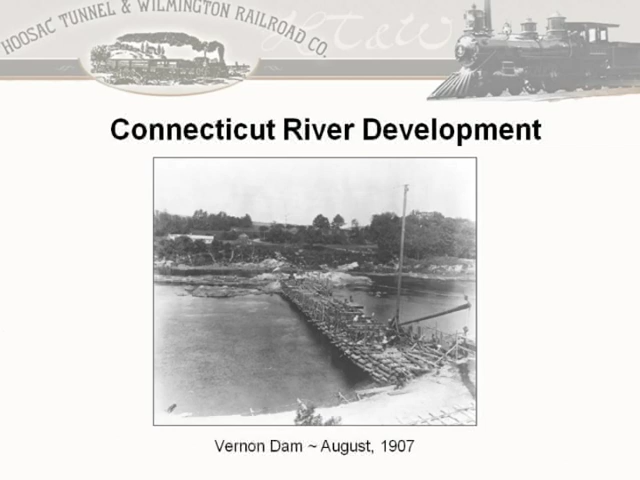 HOOSAC TUNNEL & WILMINGTON RAILROAD CO.
H T & W
Connecticut River Development
Vernon Dam ~ August, 1907